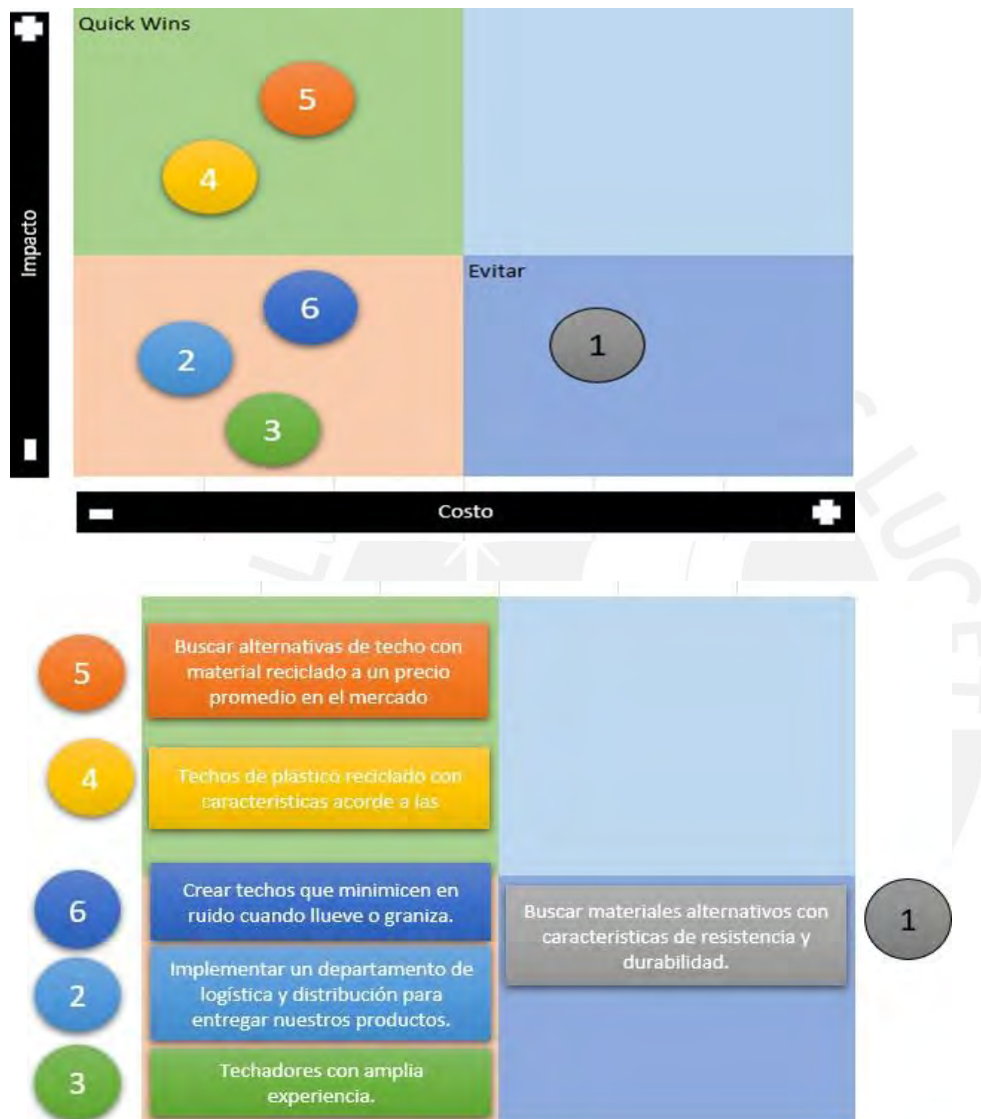 Quick Wins
5
4
Impacto
6
2
3
Evitar
1
Costo
LUCET
5
Buscar alternativas de techo con
material reciclado a un precio
promedio en el mercado
4
Techos de plástico reciclado con
características acorde a las
6
Crear techos que minimicen en
ruido cuando llueve o graniza.
2
Implementar un departamento de
logística y distribución para
entregar nuestros productos.
3
Techadores con amplia
experiencia.
Buscar materiales alternativos con
características de resistencia y
durabilidad.
1